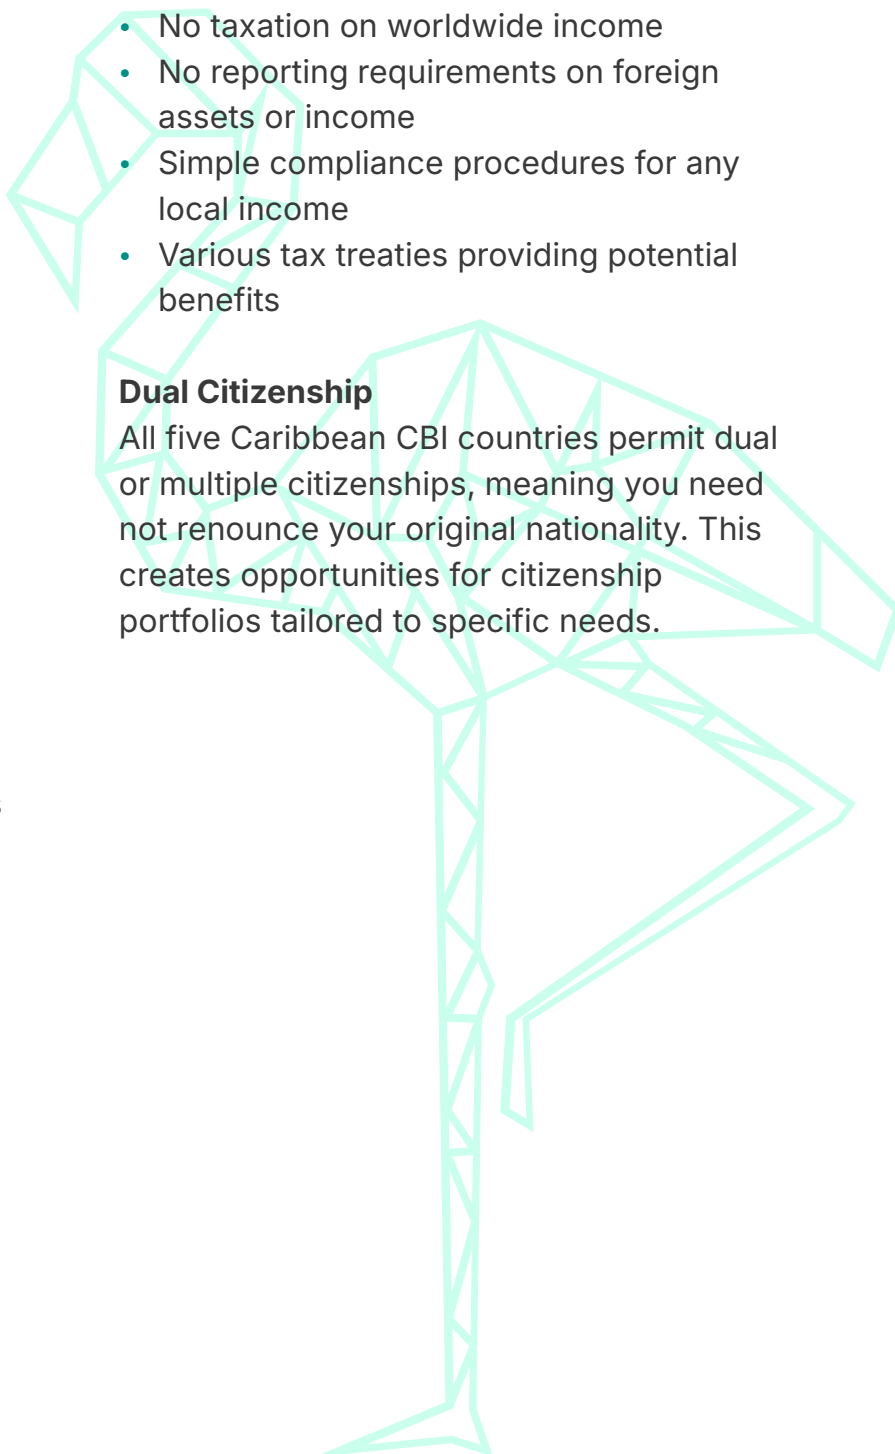 • No taxation on worldwide income
• No reporting requirements on foreign
assets or income
• Simple compliance procedures for any
local income
• Various tax treaties providing potential
benefits
Dual Citizenship
All five Caribbean CBI countries permit dual
or multiple citizenships, meaning you need
not renounce your original nationality. This
creates opportunities for citizenship
portfolios tailored to specific needs.